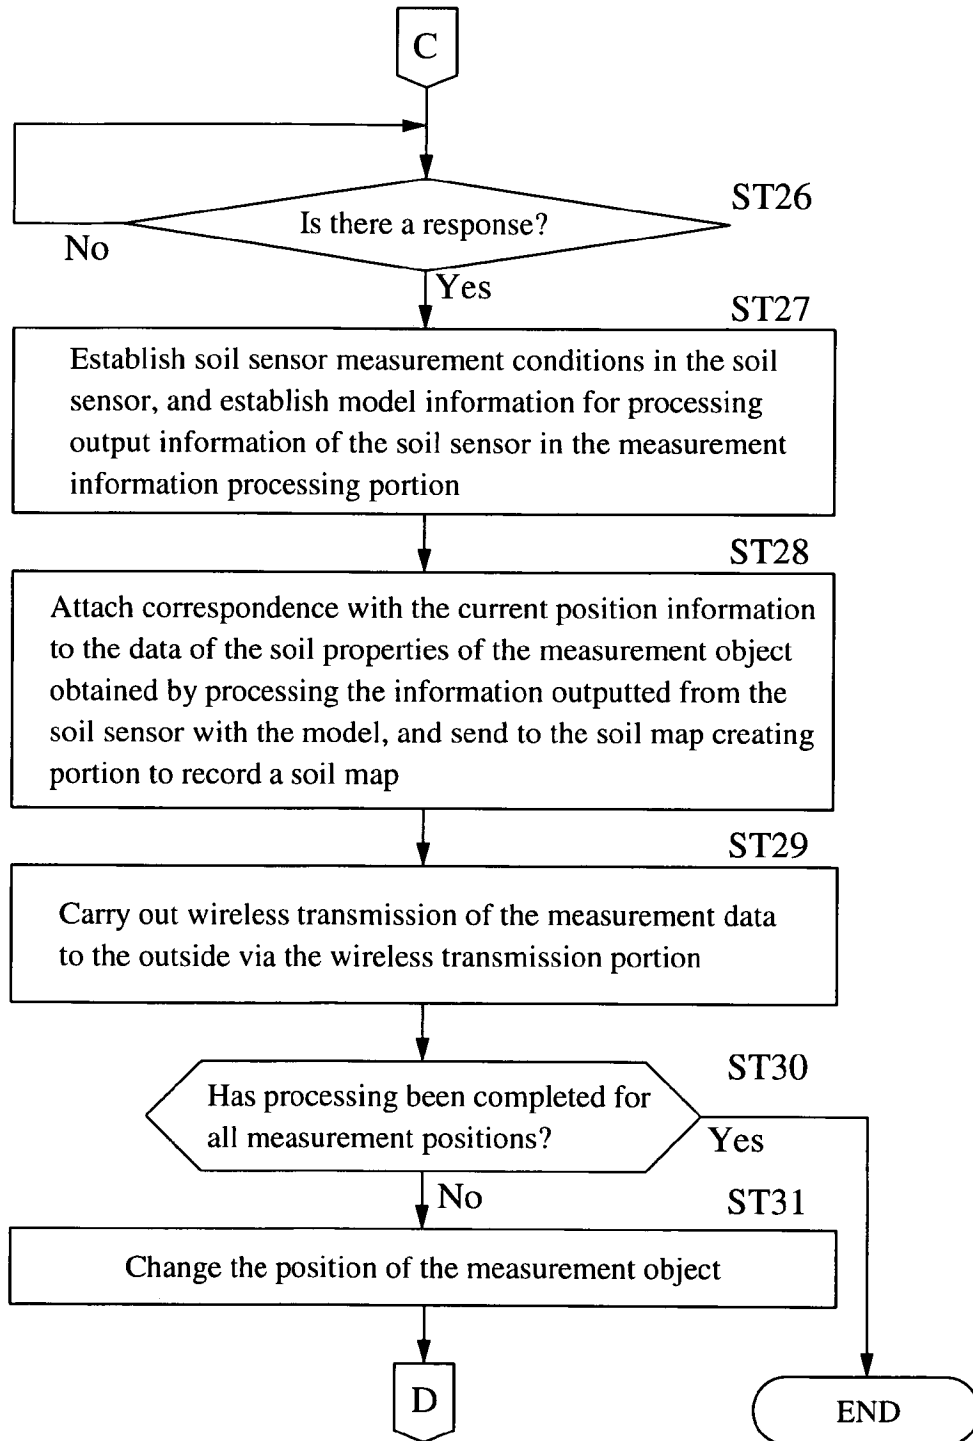 C
ST26
Is there a response?
No
Yes
ST27
Establish soil sensor measurement conditions in the soil
sensor, and establish model information for processing
output information of the soil sensor in the measurement
information processing portion
ST28
Attach correspondence with the current position information
to the data of the soil properties of the measurement object
obtained by processing the information outputted from the
soil sensor with the model, and send to the soil map creating
portion to record a soil map
ST29
Carry out wireless transmission of the measurement data
to the outside via the wireless transmission portion
ST30
Has processing been completed for
all measurement positions?
Yes
No
ST31
Change the position of the measurement object
D
END